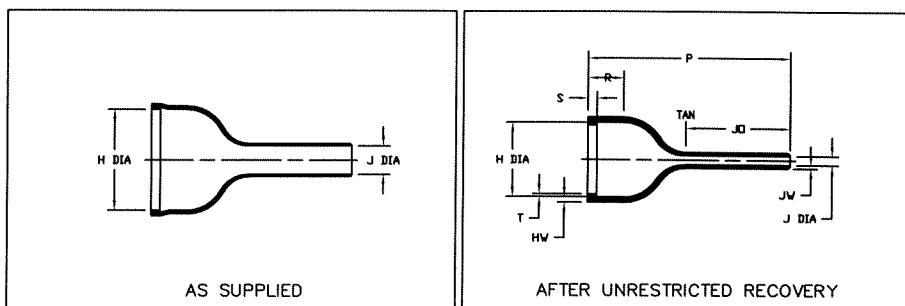 H DIA
J DIA
AS SUPPLIED
P
R
S
TAN
JO
H DIA
JW
T
J DIA
HW
AFTER UNRESTRICTED RECOVERY